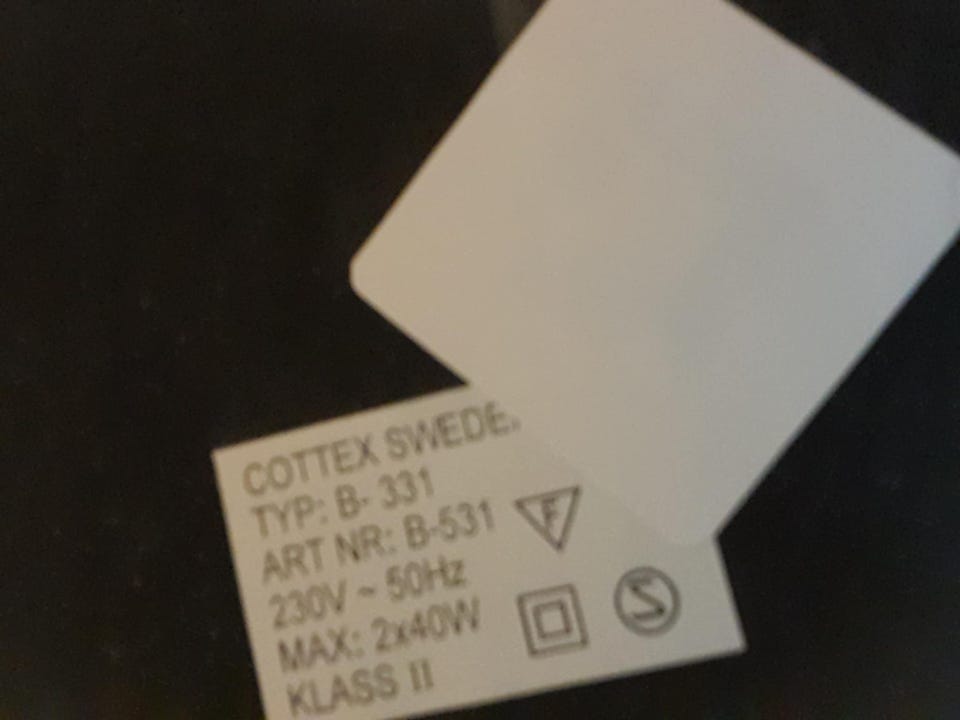 COTTEX SWEDE
TYP: B- 331
ART NR: B-531
F
230V ~ 50Hz
MAX: 2x40W
S
KLASS II